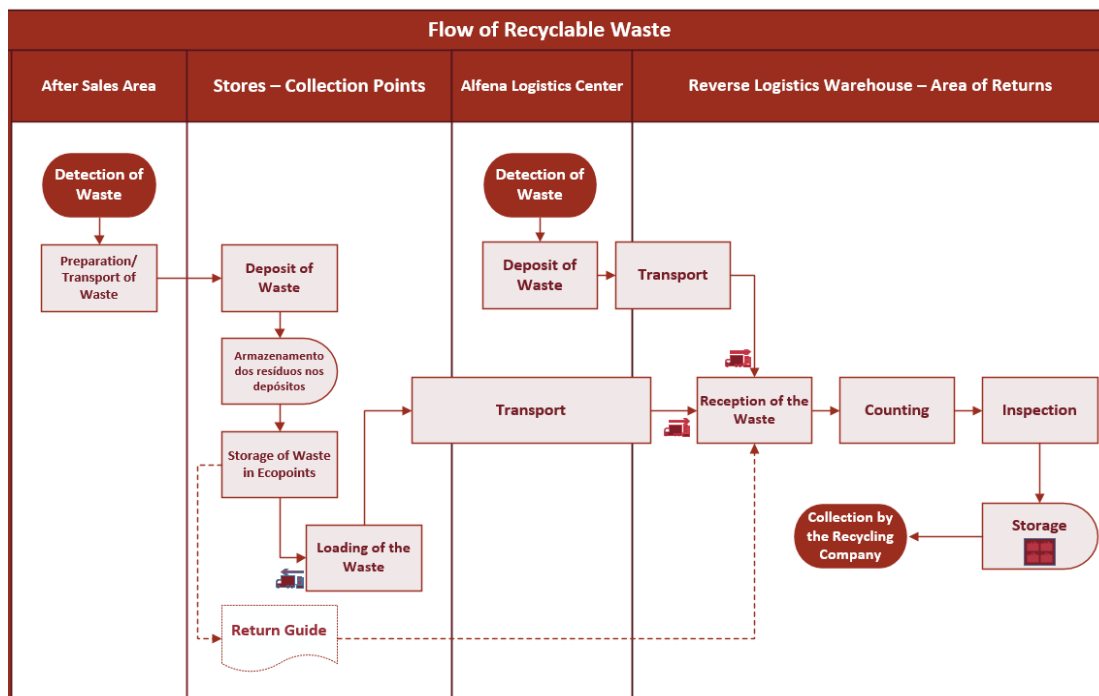 Flow of Recyclable Waste
After Sales Area
Stores – Collection Points
Alfena Logistics Center
Reverse Logistics Warehouse – Area of Returns
Detection of
Waste
Preparation/
Transport of
Waste
Deposit of
Waste
Armazenamento
dos resíduos nos
depósitos
Storage of Waste
in Ecopoints
Loading of the
Waste
Return Guide
Detection of
Waste
Deposit of
Waste
Transport
Transport
Reception of the
Waste
Counting
Inspection
Storage
Collection by
the Recycling
Company